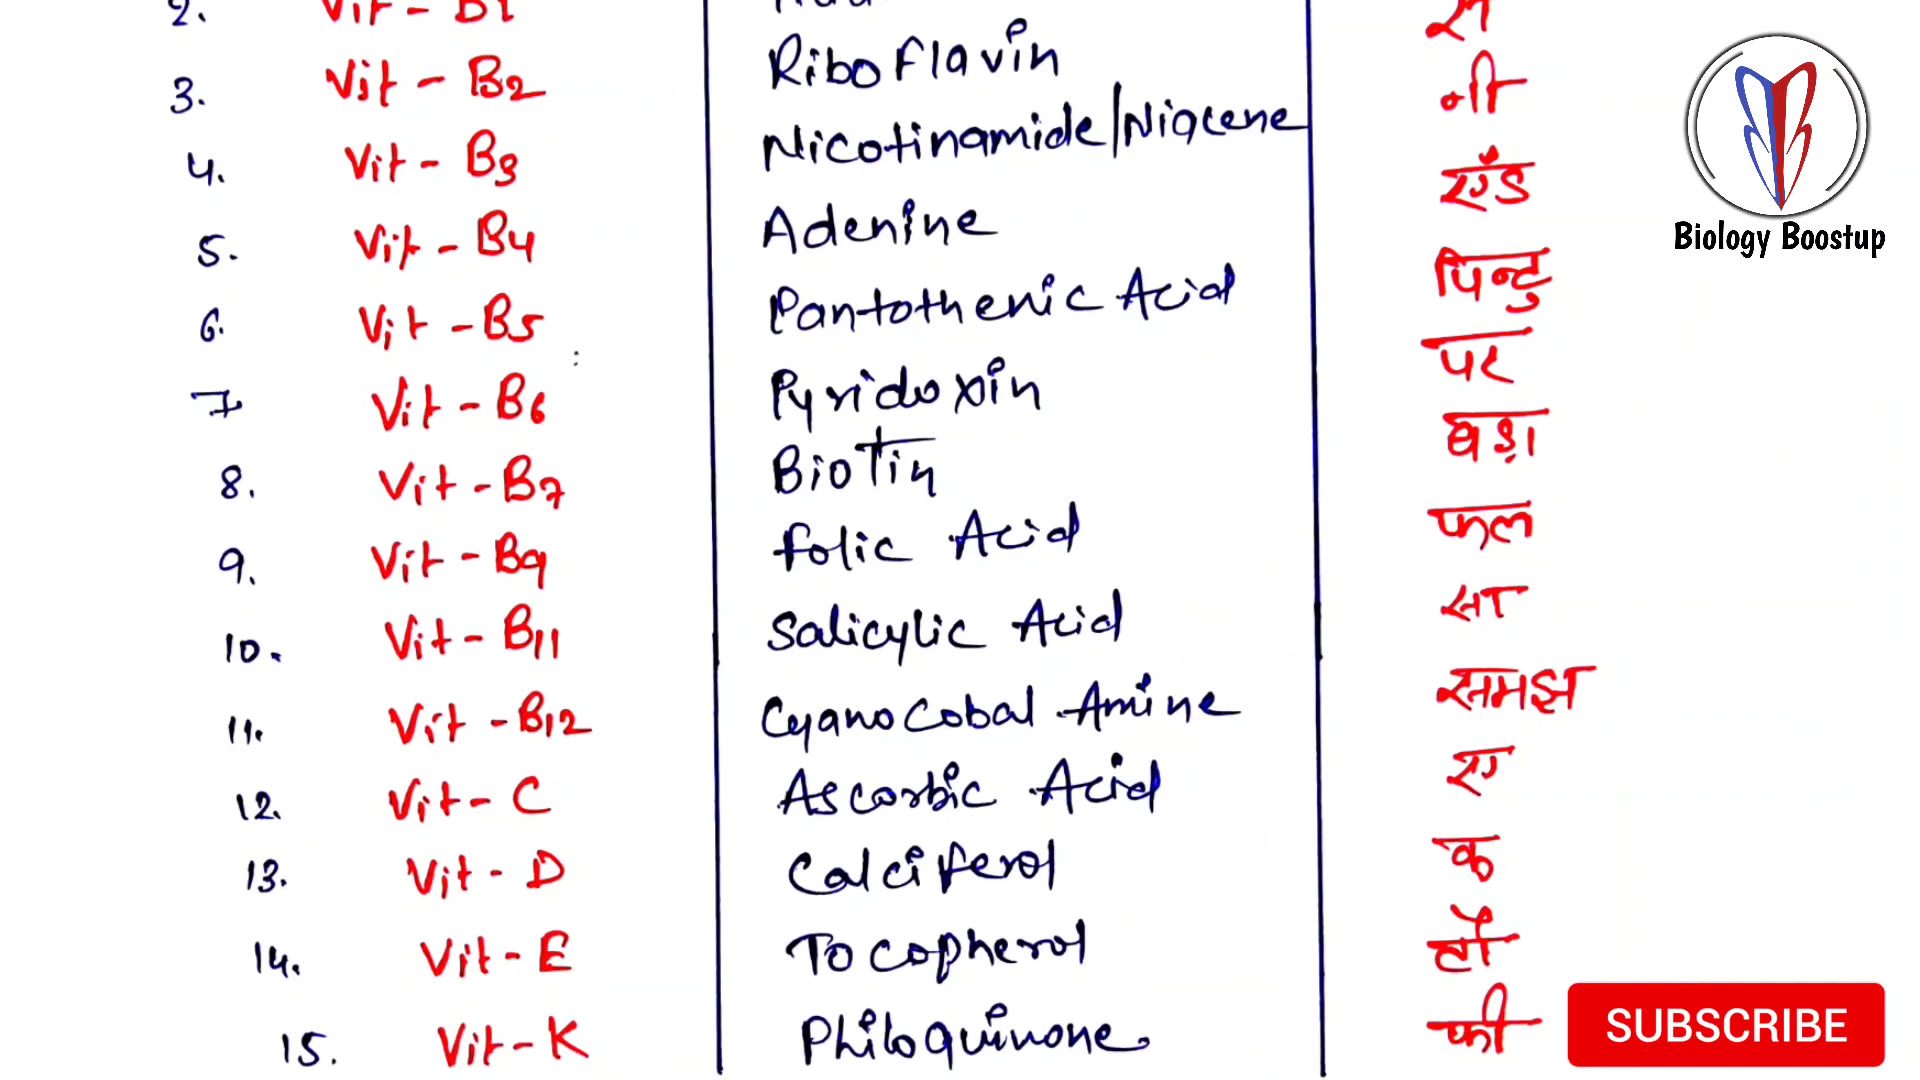 2. Vit - B1
3. Vit - B2 Riboflavin नी
4. Vit - B3 Nicotinamide/Niacene एँड
5. Vit - B4 Adenine पिन्टु
6. Vit - B5 Pantothenic Acid पर
7 Vit - B6 Pyridoxin
8. Vit - B7 Biotin फल
9. Vit - B9 folic Acid सा
10. Vit - B11 Salicylic Acid समझ
11. Vit - B12 Cyanocobal Amine ए
12. Vit - C Ascorbic Acid क
13. Vit - D Calciferol टो
14. Vit - E Tocopherol फी
15. Vit - K Philoquinone
Biology Boostup
SUBSCRIBE